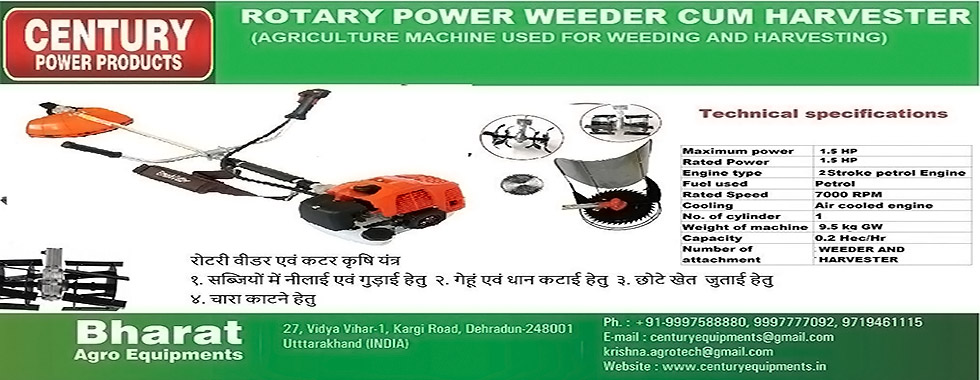 CENTURY
POWER PRODUCTS
ROTARY POWER WEEDER CUM HARVESTER
(AGRICULTURE MACHINE USED FOR WEEDING AND HARVESTING)
Technical specifications
Maximum power 1.5 HP
Rated Power 1.5 HP
Engine type 2Stroke petrol Engine
Fuel used Petrol
Rated Speed 7000 RPM
Cooling Air cooled engine
No. of cylinder 1
Weight of machine 9.5 kg GW
Capacity 0.2 Hec/Hr
Number of WEEDER AND
attachment HARVESTER
रोटरी वीडर एवं कटर कृषि यंत्र
१. सब्जियों में नीलाई एवं गुड़ाई हेतु २. गेहूं एवं धान कटाई हेतु ३. छोटे खेत जुताई हेतु
४. चारा काटने हेतु
Bharat
Agro Equipments
27, Vidya Vihar-1, Kargi Road, Dehradun-248001
Utttarakhand (INDIA)
Ph. : +91-9997588880, 9997777092, 9719461115
E-mail : centuryequipments@gmail.com
krishna.agrotech@gmail.com
Website : www.centuryequipments.in